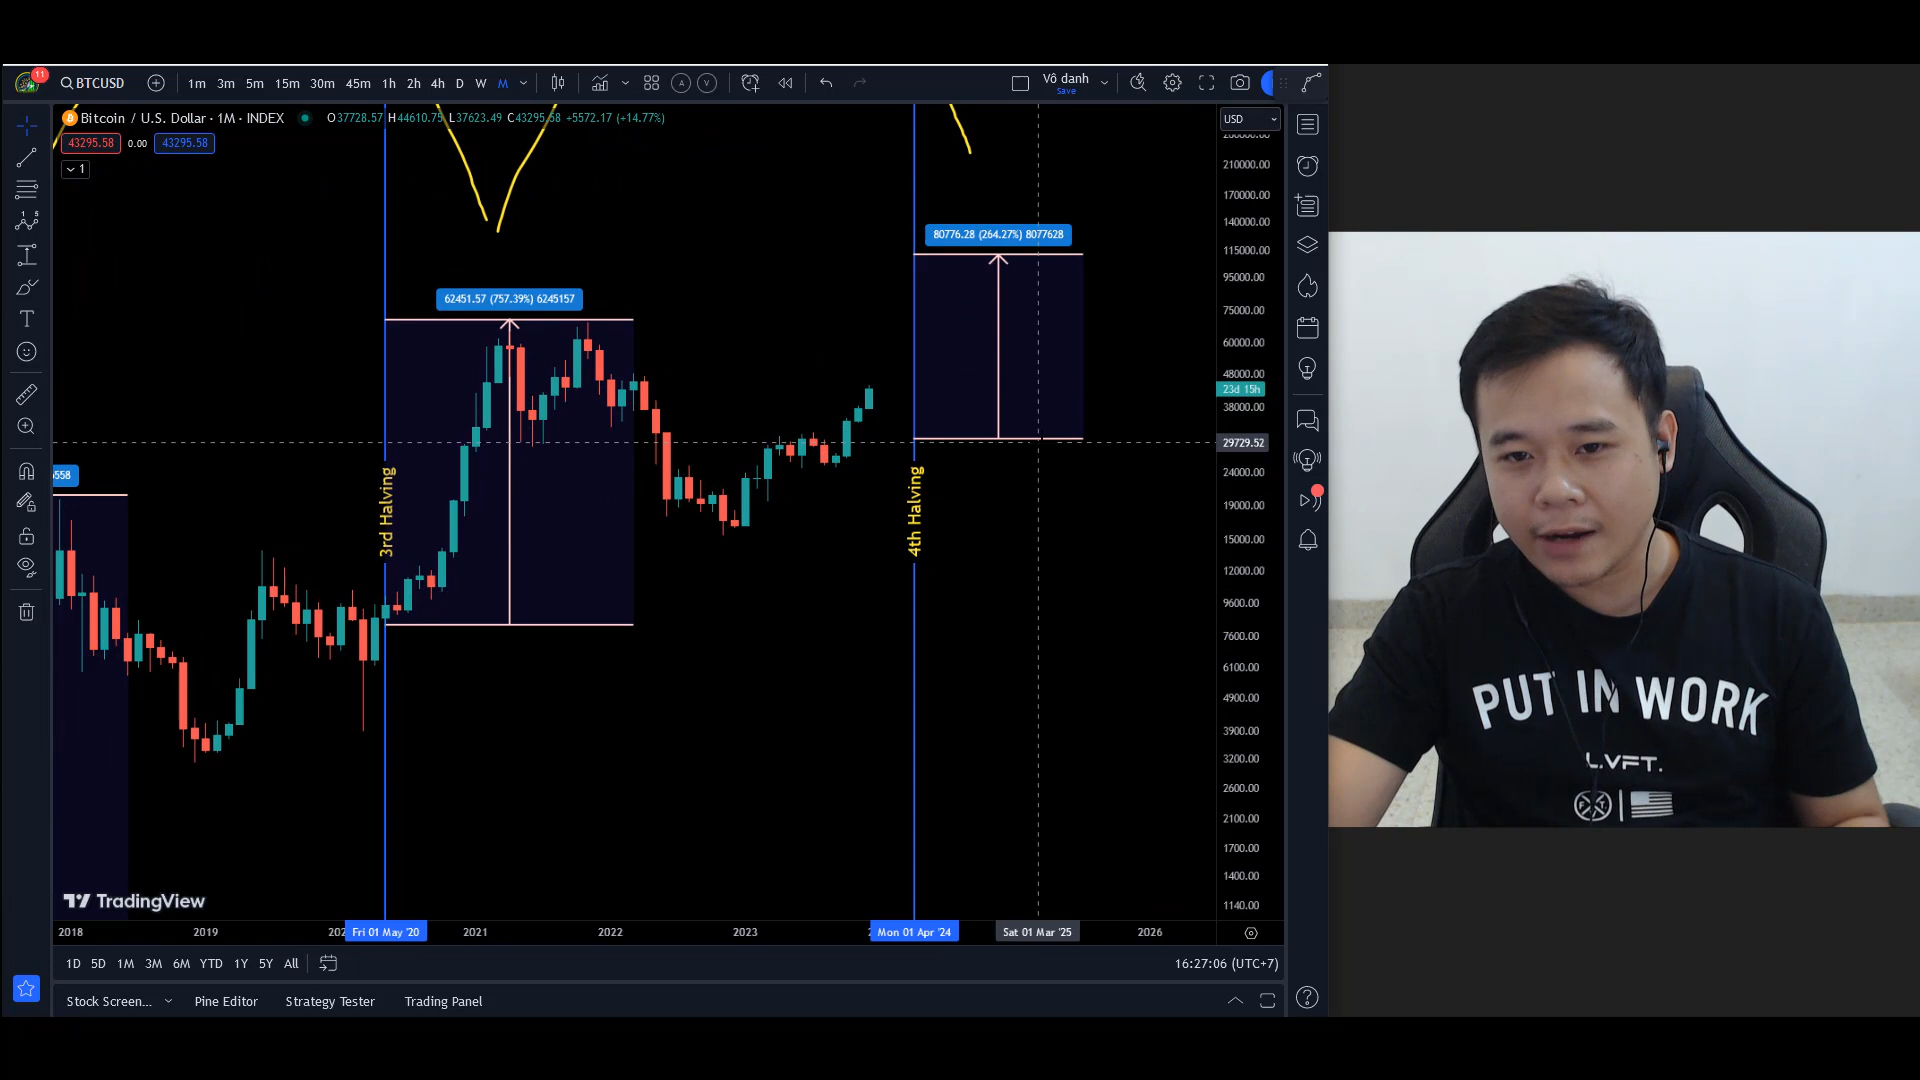 11
BTCUSD
1m 3m 5m 15m 30m 45m 1h 2h 4h D W M
A V
Vô danh
Save
Bitcoin / U.S. Dollar · 1M · INDEX O37728.57 H44610.75 L37623.49 C43295.58 +5572.17 (+14.77%)
43295.58 0.00 43295.58
1
USD
210000.00
170000.00
140000.00
115000.00
95000.00
75000.00
60000.00
48000.00
23d 15h
38000.00
29729.52
24000.00
19000.00
15000.00
12000.00
9600.00
7600.00
6100.00
4900.00
3900.00
3200.00
2600.00
2100.00
1700.00
1400.00
1140.00
80776.28 (264.27%) 8077628
62451.57 (757.39%) 6245157
558
3rd Halving
4th Halving
TradingView
2018 2019 Fri 01 May '20 2021 2022 2023 Mon 01 Apr '24 Sat 01 Mar '25 2026
1D 5D 1M 3M 6M YTD 1Y 5Y All
16:27:06 (UTC+7)
Stock Screen... Pine Editor Strategy Tester Trading Panel
PUT IN WORK
LVFT.